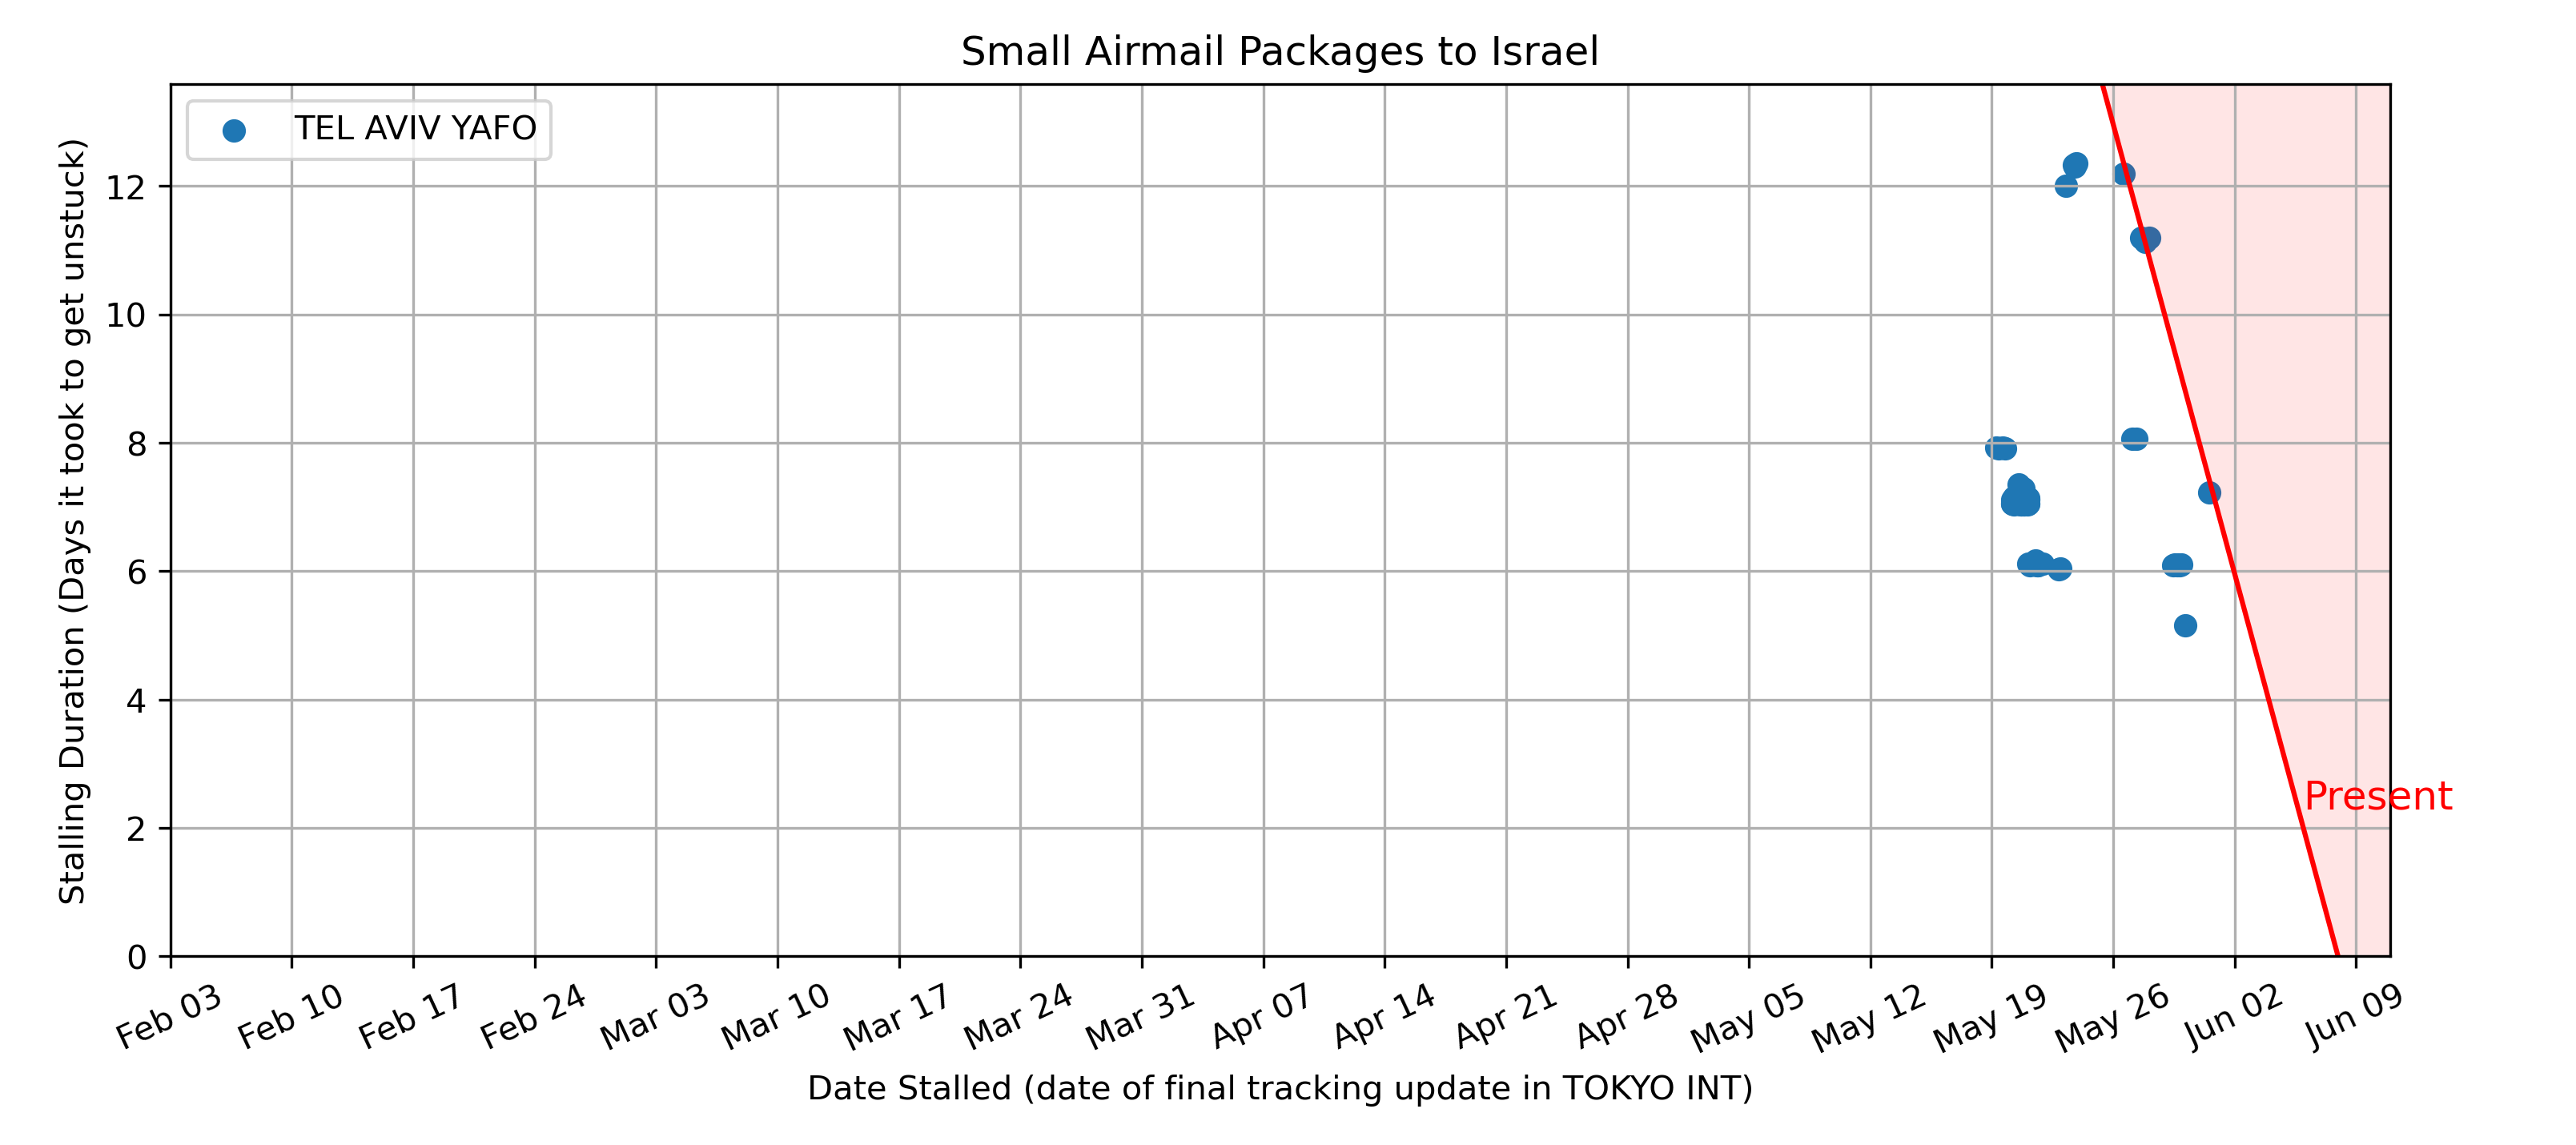 Small Airmail Packages to Israel
TEL AVIV YAFO
Stalling Duration (Days it took to get unstuck)
12
10
8
6
4
2
0
Present
Feb 03
Feb 10
Feb 17
Feb 24
Mar 03
Mar 10
Mar 17
Mar 24
Mar 31
Apr 07
Apr 14
Apr 21
Apr 28
May 05
May 12
May 19
May 26
Jun 02
Jun 09
Date Stalled (date of final tracking update in TOKYO INT)